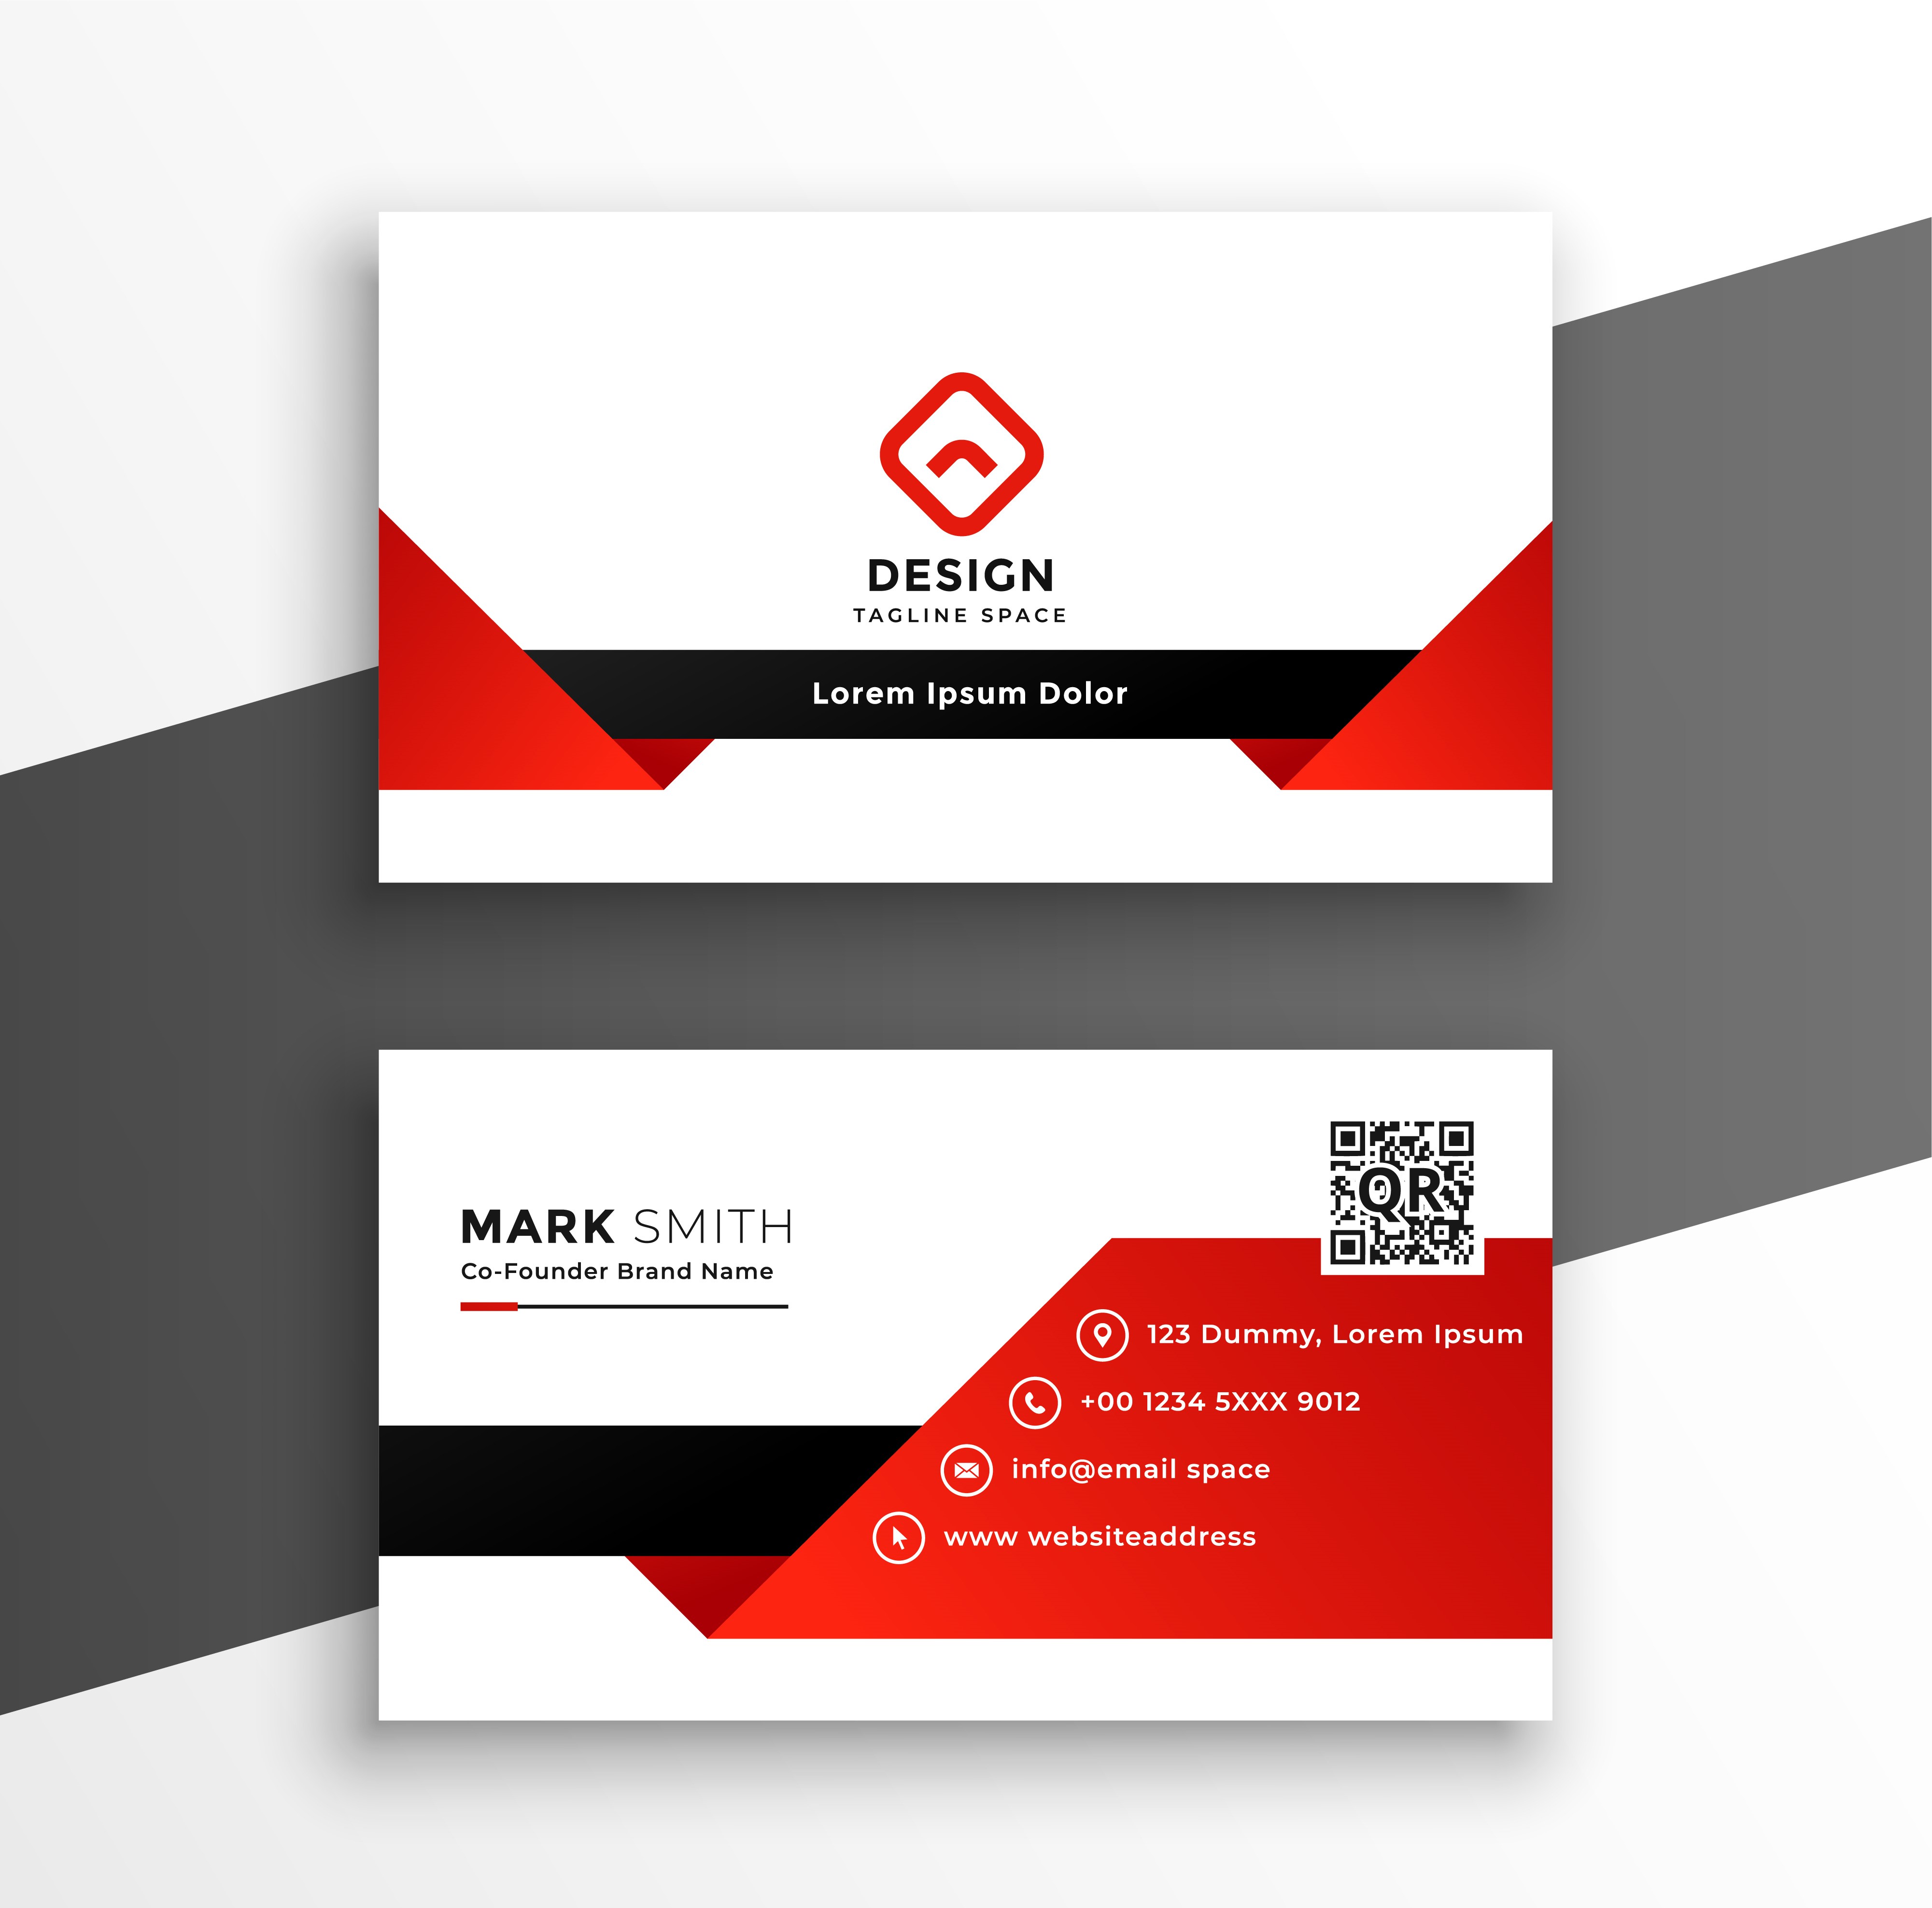 DESIGN
TAGLINE SPACE
Lorem Ipsum Dolor
QR
MARK SMITH
Co-Founder Brand Name
123 Dummy, Lorem Ipsum
+00 1234 5XXX 9012
info@email space
www websiteaddress